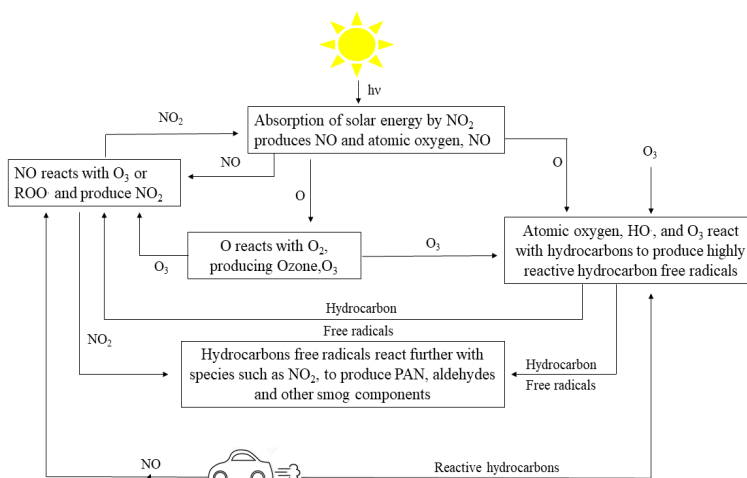 hν
Absorption of solar energy by NO₂
produces NO and atomic oxygen, NO
NO₂
NO
O
O
O₃
NO reacts with O₃ or
ROO· and produce NO₂
O reacts with O₂,
producing Ozone,O₃
O₃
O₃
Atomic oxygen, HO·, and O₃ react
with hydrocarbons to produce highly
reactive hydrocarbon free radicals
Hydrocarbon
Free radicals
NO₂
Hydrocarbons free radicals react further with
species such as NO₂, to produce PAN, aldehydes
and other smog components
Hydrocarbon
Free radicals
NO
Reactive hydrocarbons